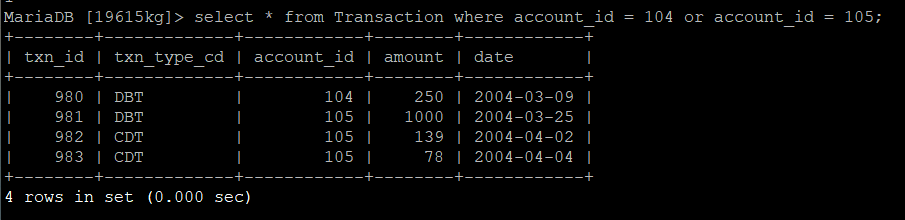 MariaDB [19615kg]> select * from Transaction where account_id = 104 or account_id = 105;
+--------+-------------+------------+--------+------------+
| txn_id | txn_type_cd | account_id | amount | date       |
+--------+-------------+------------+--------+------------+
|    980 | DBT         |        104 |    250 | 2004-03-09 |
|    981 | DBT         |        105 |   1000 | 2004-03-25 |
|    982 | CDT         |        105 |    139 | 2004-04-02 |
|    983 | CDT         |        105 |     78 | 2004-04-04 |
+--------+-------------+------------+--------+------------+
4 rows in set (0.000 sec)